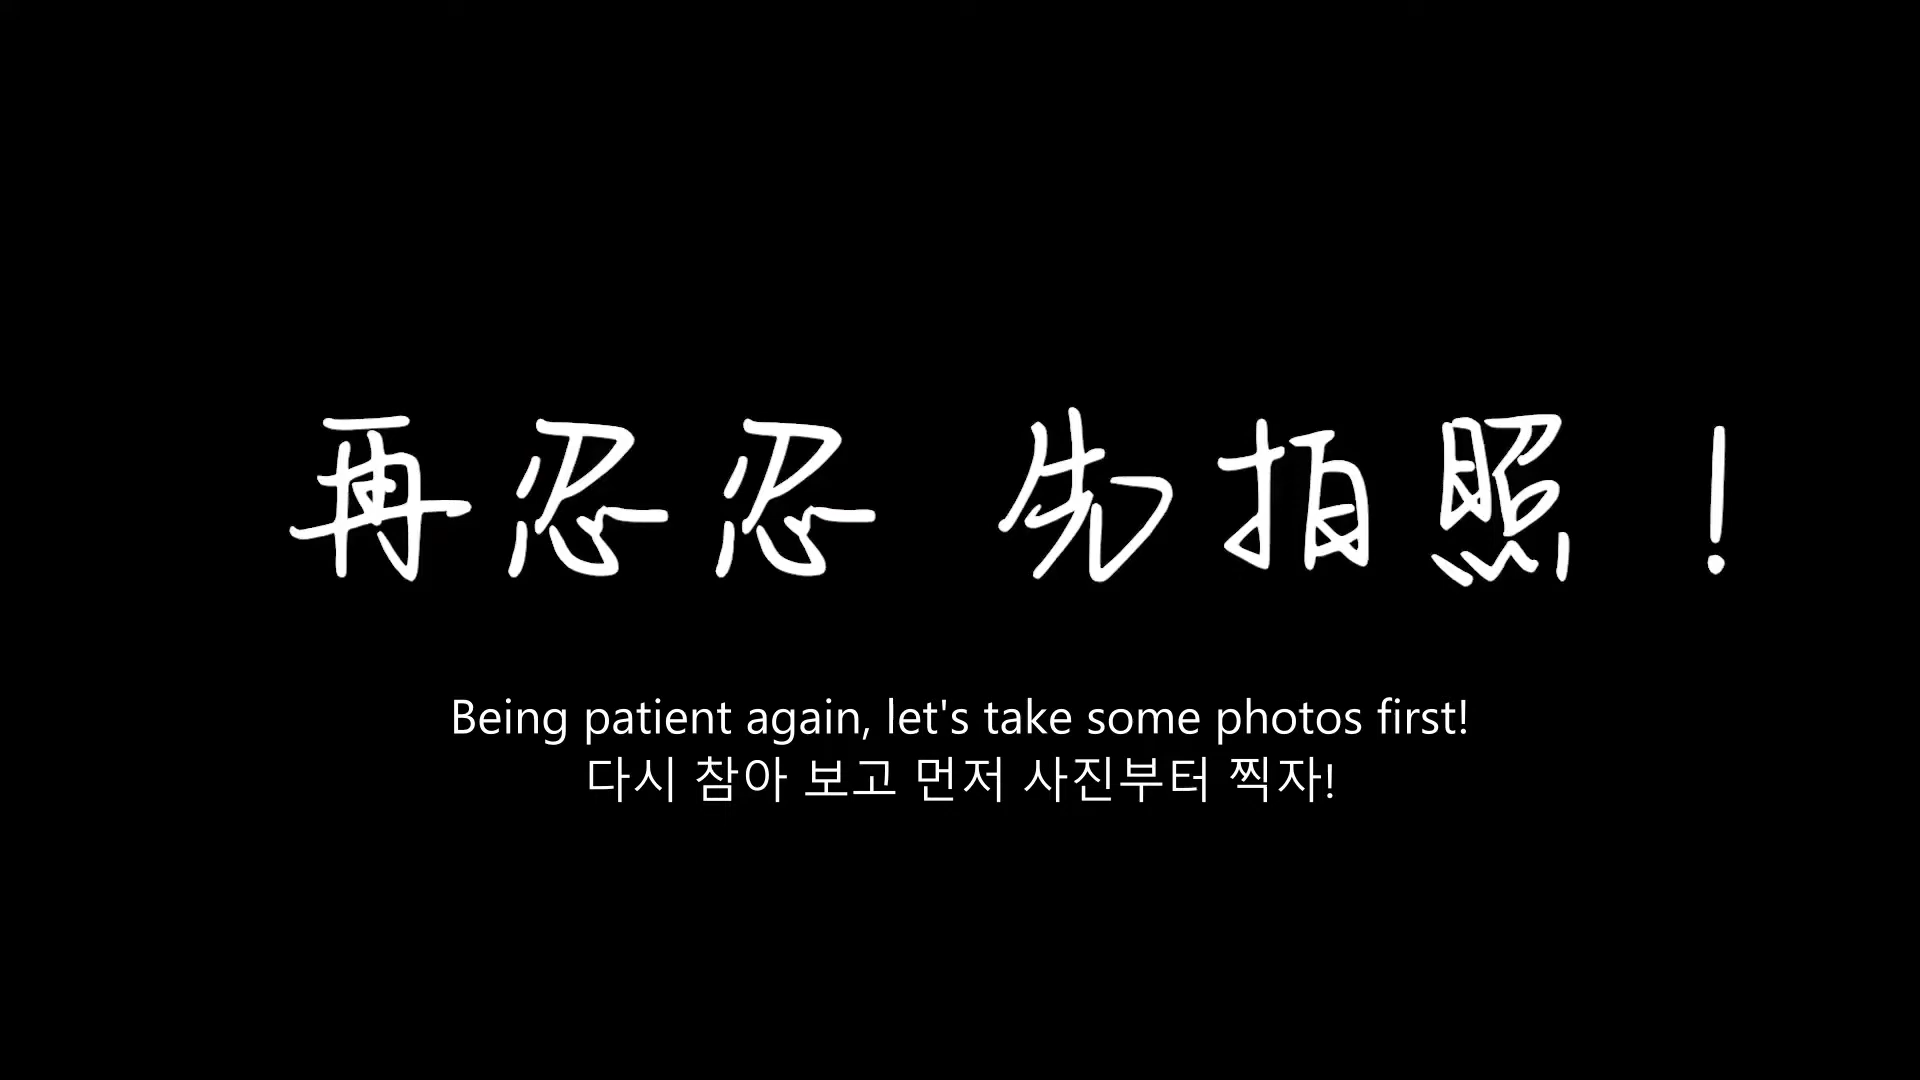 再忍忍 先拍照！
Being patient again, let's take some photos first!
다시 참아 보고 먼저 사진부터 찍자!